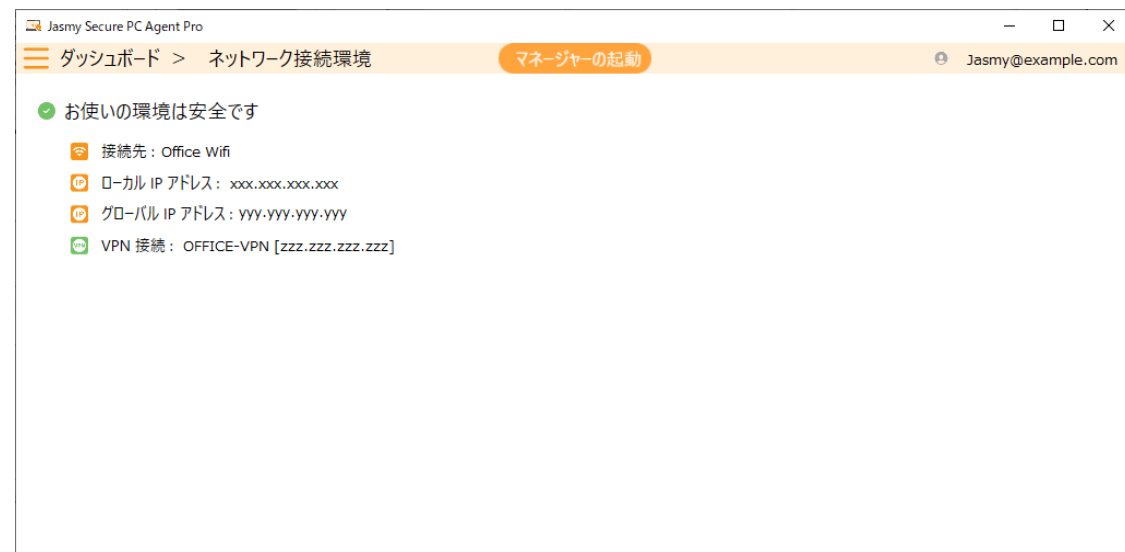 Jasmy Secure PC Agent Pro
ダッシュボード > ネットワーク接続環境 マネージャーの起動 Jasmy@example.com
お使いの環境は安全です
接続先 : Office Wifi
IP ローカル IP アドレス : xxx.xxx.xxx.xxx
IP グローバル IP アドレス : yyy.yyy.yyy.yyy
VPN VPN 接続 : OFFICE-VPN [zzz.zzz.zzz.zzz]